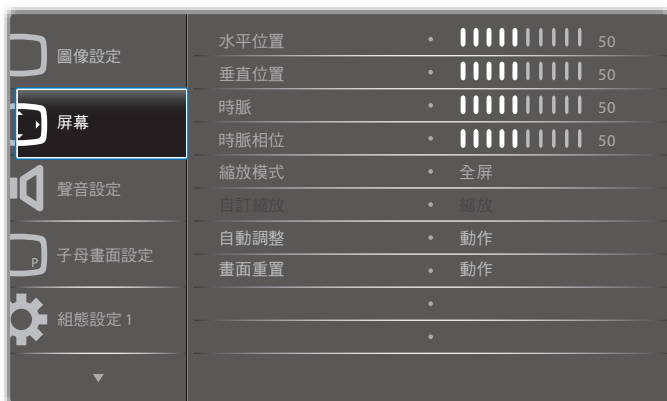 圖像設定
屏幕
聲音設定
P
子母畫面設定
組態設定 1
水平位置 • 50
垂直位置 • 50
時脈 • 50
時脈相位 • 50
縮放模式 • 全屏
自訂縮放 • 縮放
自動調整 • 動作
畫面重置 • 動作